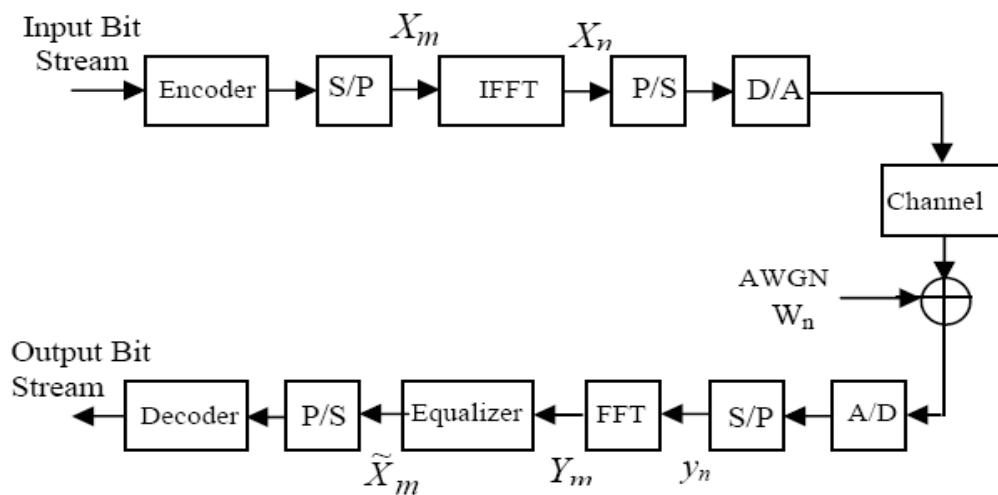 Input Bit
Stream
X_m
X_n
Encoder
S/P
IFFT
P/S
D/A
Channel
AWGN
W_n
Output Bit
Stream
Decoder
P/S
Equalizer
FFT
S/P
A/D
X̃_m
Y_m
y_n